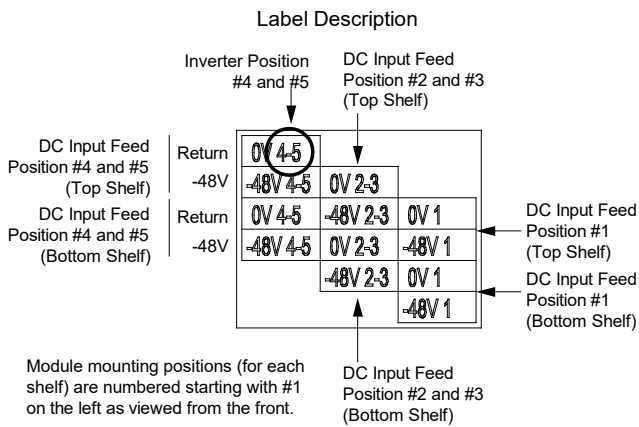 Label Description
Inverter Position
#4 and #5
DC Input Feed
Position #2 and #3
(Top Shelf)
DC Input Feed
Position #4 and #5
(Top Shelf)
Return
-48V
DC Input Feed
Position #4 and #5
(Bottom Shelf)
Return
-48V
0V 4-5
-48V 4-5 0V 2-3
0V 4-5 -48V 2-3 0V 1
-48V 4-5 0V 2-3 -48V 1
-48V 2-3 0V 1
-48V 1
DC Input Feed
Position #1
(Top Shelf)
DC Input Feed
Position #1
(Bottom Shelf)
Module mounting positions (for each
shelf) are numbered starting with #1
on the left as viewed from the front.
DC Input Feed
Position #2 and #3
(Bottom Shelf)